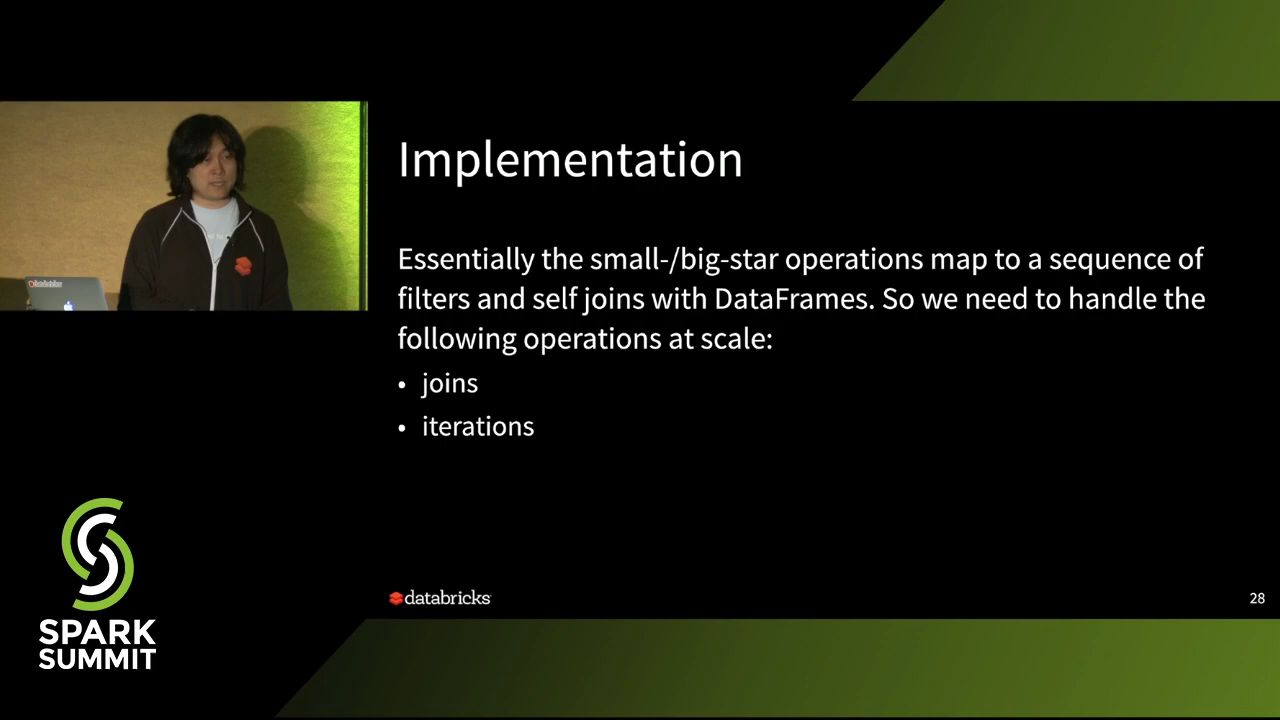 Implementation
Essentially the small-/big-star operations map to a sequence of
filters and self joins with DataFrames. So we need to handle the
following operations at scale:
• joins
• iterations
databricks
28
SPARK
SUMMIT